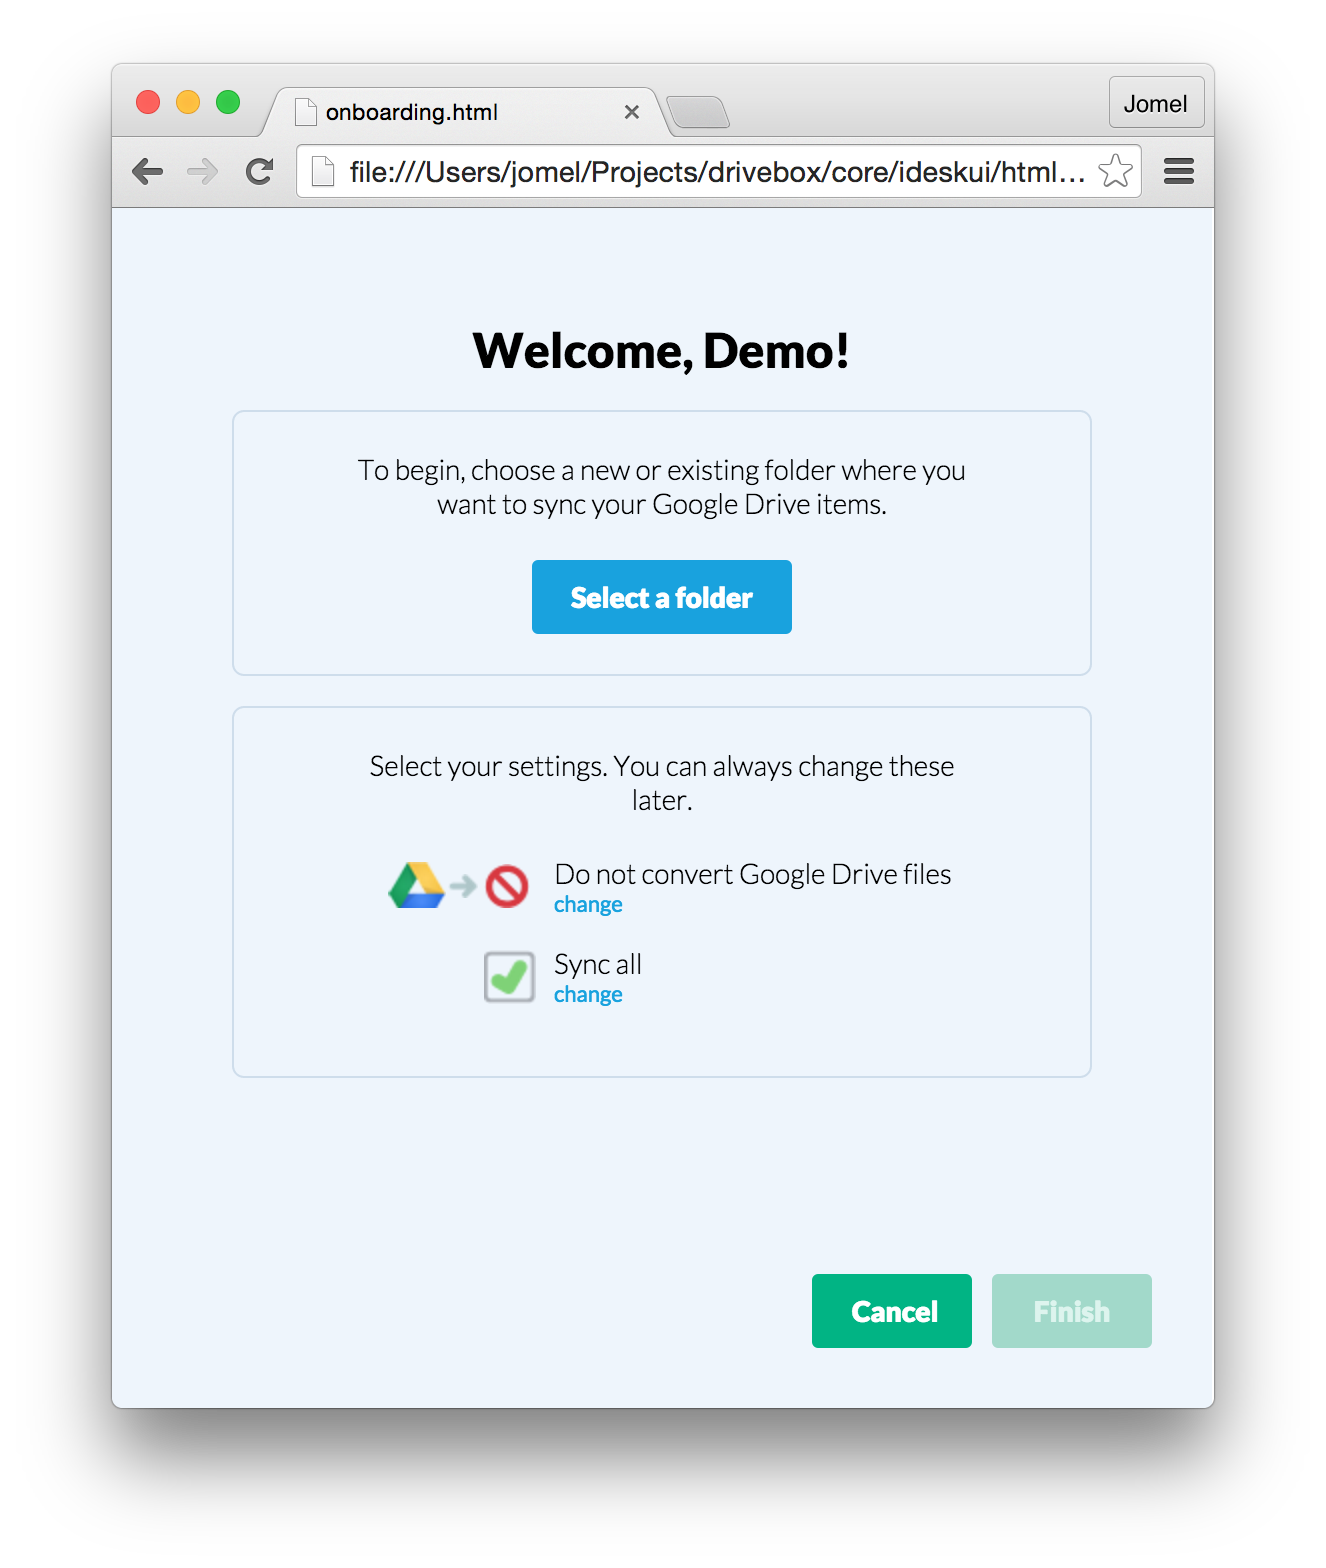 onboarding.html
Jomel
file:///Users/jomel/Projects/drivebox/core/ideskui/html...
Welcome, Demo!
To begin, choose a new or existing folder where you
want to sync your Google Drive items.
Select a folder
Select your settings. You can always change these
later.
Do not convert Google Drive files
change
Sync all
change
Cancel
Finish